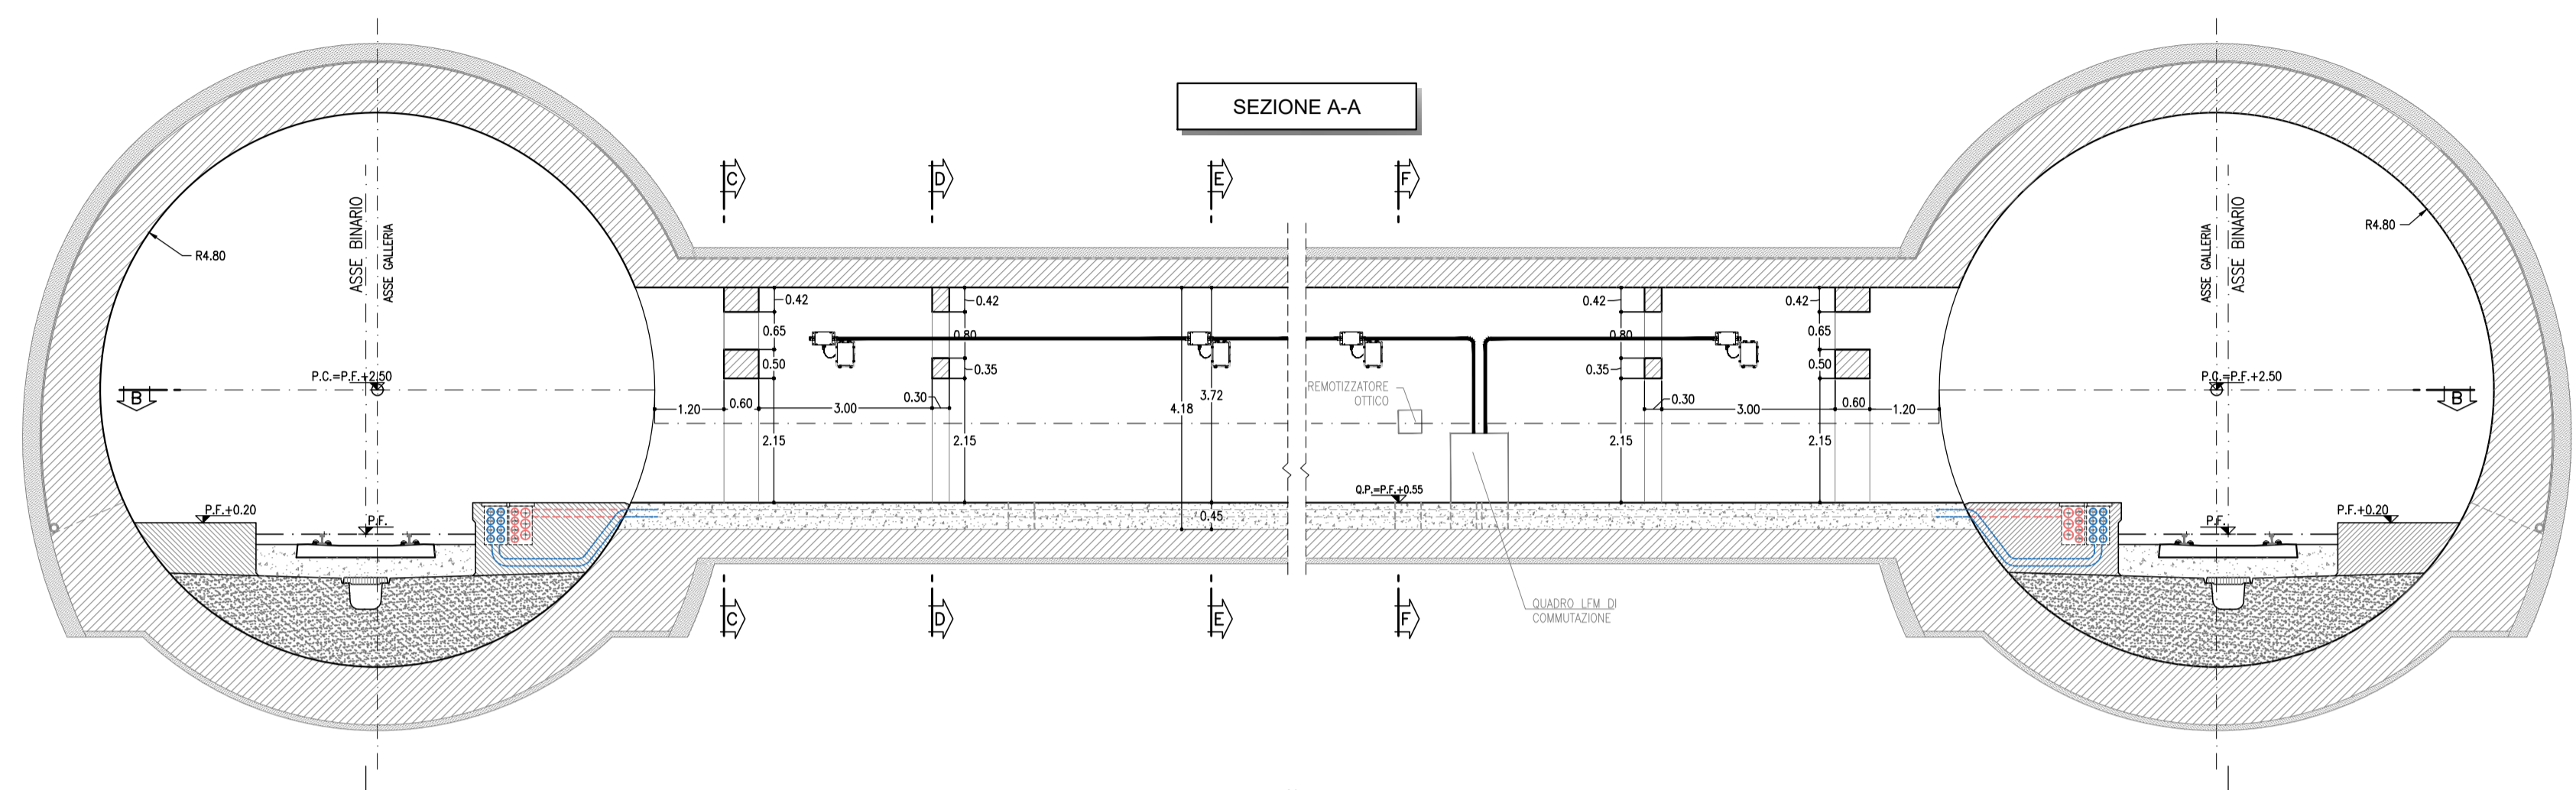 SEZIONE A-A
C
D
E
F
ASSE BINARIO
ASSE GALLERIA
ASSE GALLERIA
ASSE BINARIO
R4.80
R4.80
0.42
0.42
0.42
0.42
0.65
0.80
0.80
0.65
0.50
0.35
0.35
0.50
P.C.=P.F.+2.50
P.C.=P.F.+2.50
B
B
REMOTIZZATORE
OTTICO
1.20
0.60
3.00
0.30
4.18
3.72
0.30
3.00
0.60
1.20
2.15
2.15
2.15
2.15
Q.P.=P.F.+0.55
P.F.+0.20
P.F.
0.45
P.F.
P.F.+0.20
QUADRO LFM DI
COMMUTAZIONE
C
D
E
F